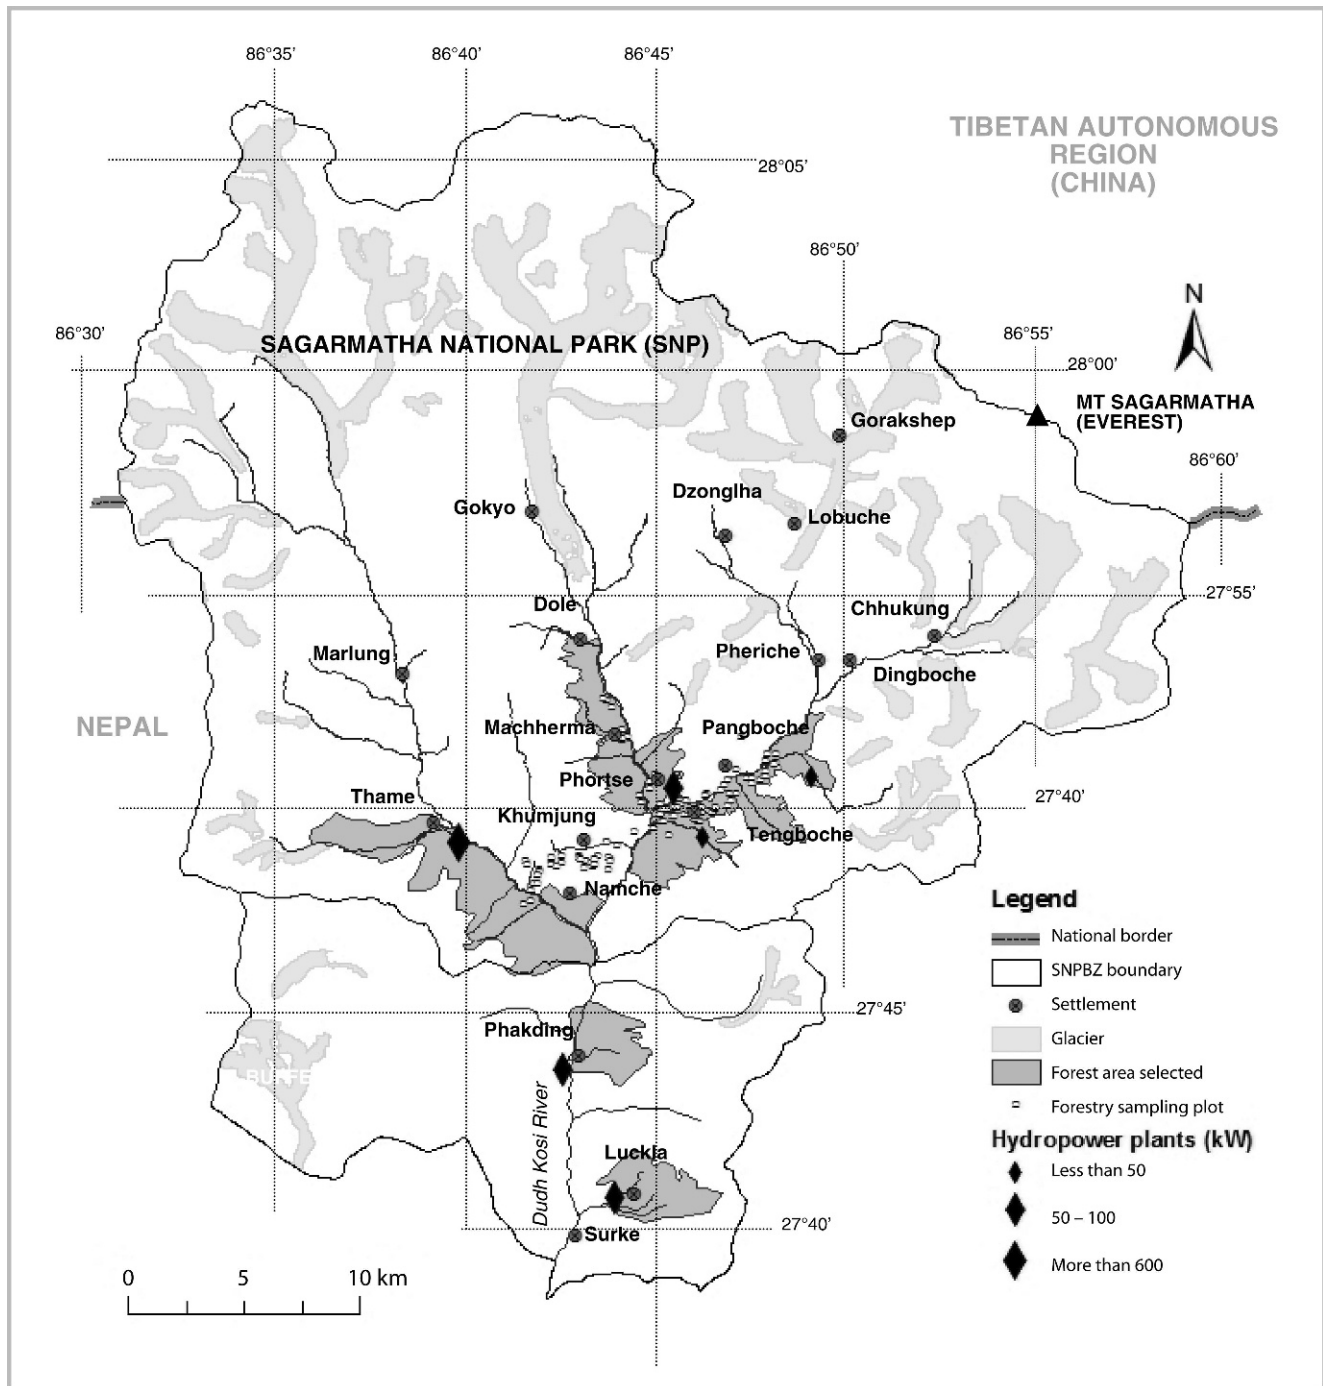 86°35’
86°40’
86°45’
TIBETAN AUTONOMOUS
REGION
(CHINA)
28°05’
86°50’
N
86°30’
86°55’
SAGARMATHA NATIONAL PARK (SNP)
28°00’
MT SAGARMATHA
(EVEREST)
Gorakshep
86°60’
Dzonglha
Gokyo
Lobuche
27°55’
Dole
Chhukung
Marlung
Pheriche
Dingboche
NEPAL
Machherma
Pangboche
Phortse
Thame
27°40’
Khumjung
Tengboche
Namche
Legend
National border
SNPBZ boundary
Settlement
Glacier
Forest area selected
Forestry sampling plot
Hydropower plants (kW)
Less than 50
50 – 100
More than 600
27°45’
Phakding
Dudh Kosi River
Luckla
27°40’
Surke
0 5 10 km